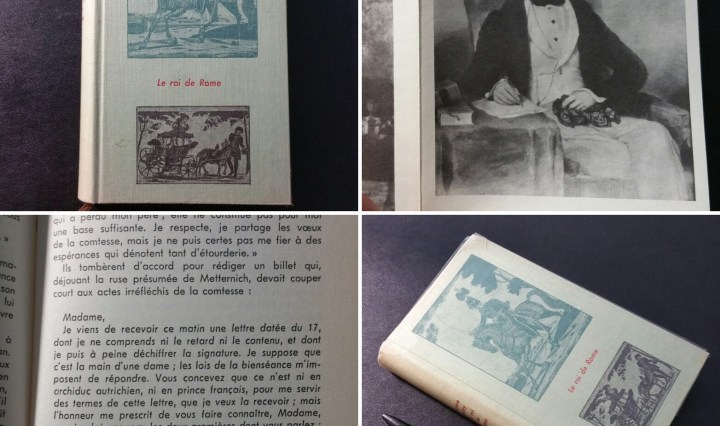 Le roi de Rome
qui a perdu mon père ; elle ne constitue pas pour moi
une base suffisante. Je respecte, je partage les vœux
de la comtesse, mais je ne puis certes pas me fier à des
espérances qui dénotent tant d'étourderie. »
Ils tombèrent d'accord pour rédiger un billet qui,
déjouant la ruse présumée de Metternich, devait couper
court aux actes irréfléchis de la comtesse :
Madame,
Je viens de recevoir ce matin une lettre datée du 17,
dont je ne comprends ni le retard ni le contenu, et dont
je puis à peine déchiffrer la signature. Je suppose que
c'est la main d'une dame ; les lois de la bienséance m'im-
posent de répondre. Vous concevez que ce n'est ni en
archiduc autrichien, ni en prince français, pour me servir
des termes de cette lettre, que je veux la recevoir ; mais
l'honneur me prescrit de vous faire connaître, Madame,
Le roi de Rome